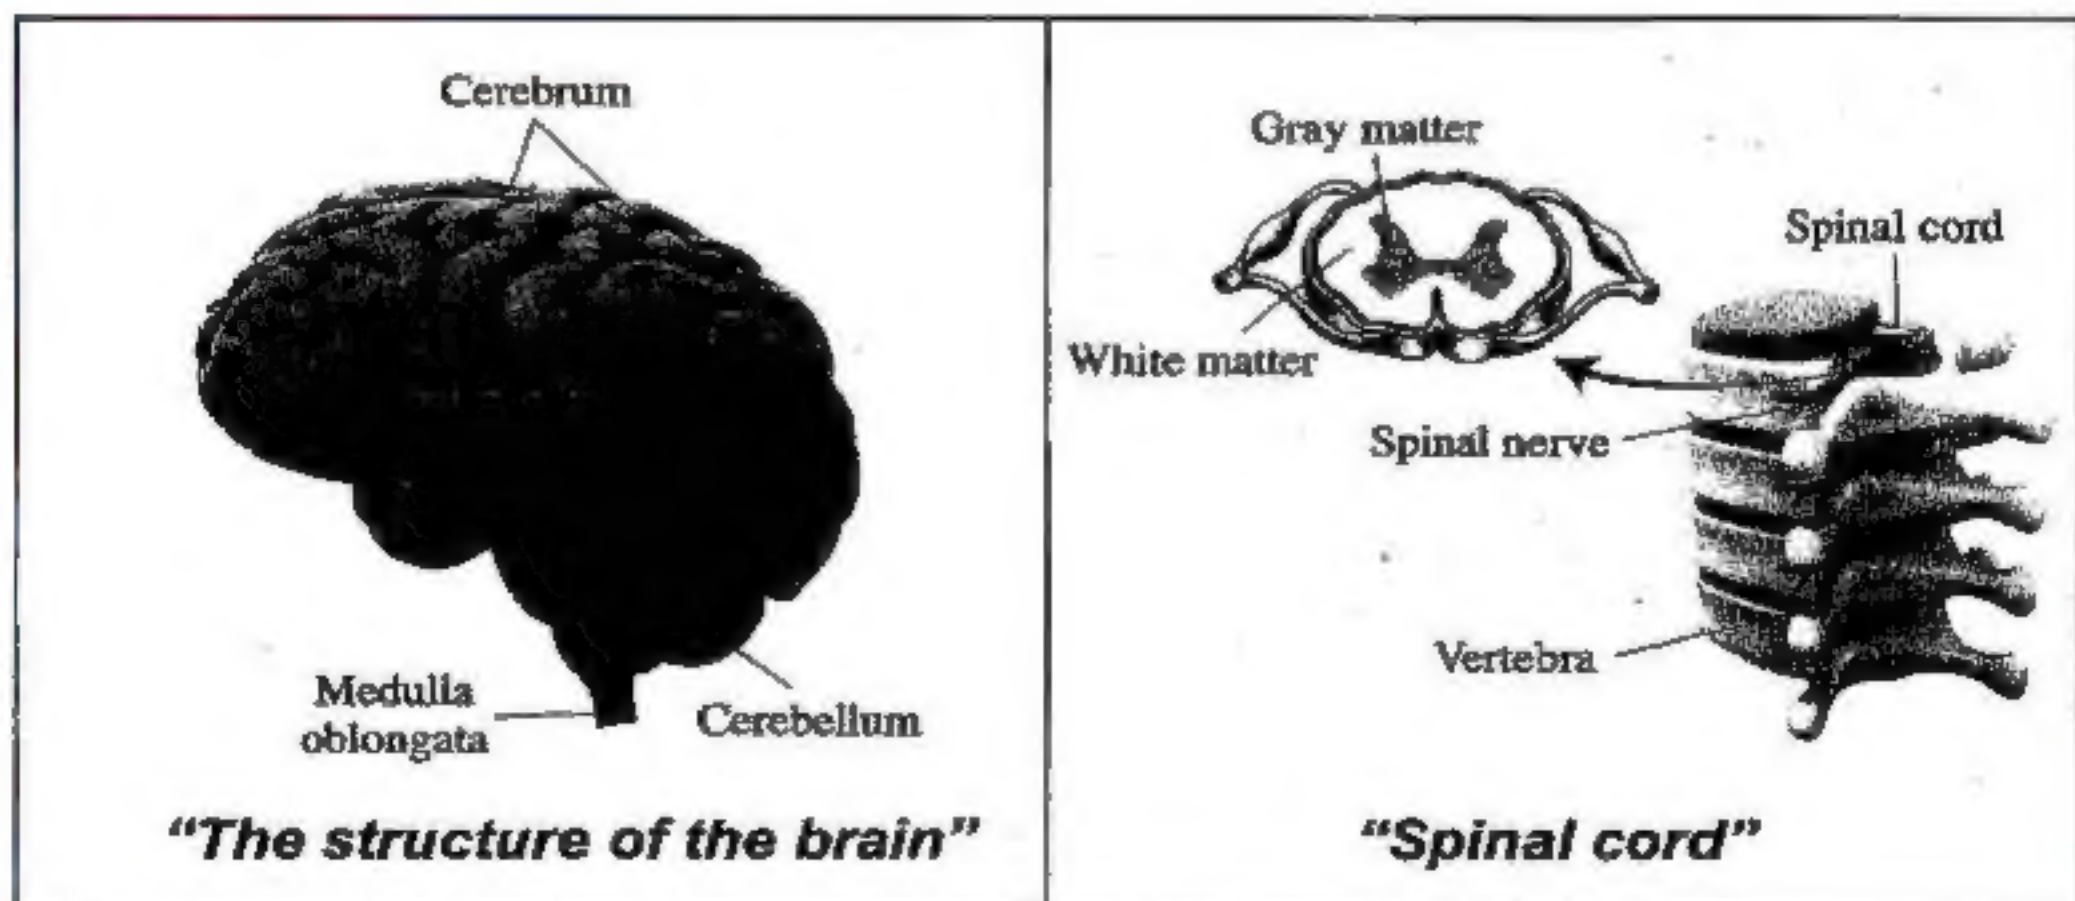 Cerebrum
Medulla
oblongata
Cerebellum
"The structure of the brain"
Gray matter
Spinal cord
White matter
Spinal nerve
Vertebra
"Spinal cord"